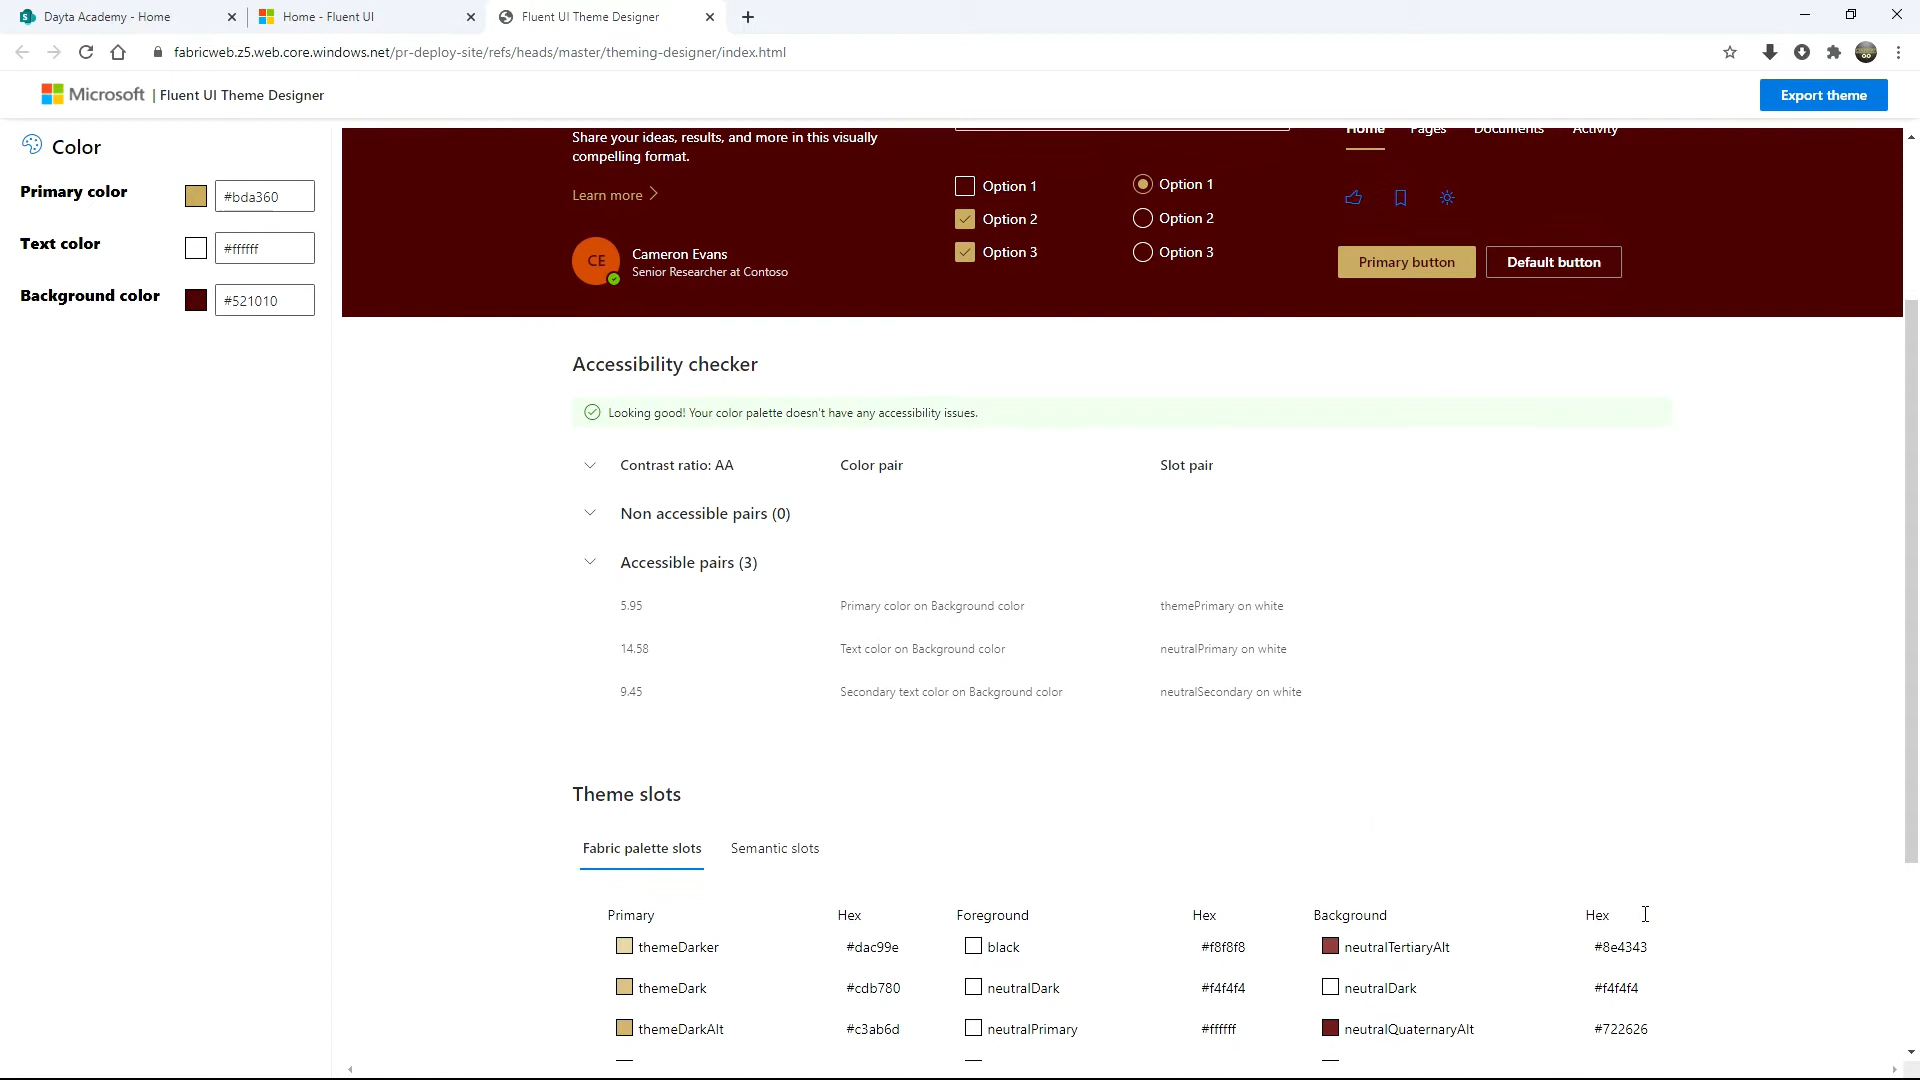 Dayta Academy - Home
Home - Fluent UI
Fluent UI Theme Designer
fabricweb.z5.web.core.windows.net/pr-deploy-site/refs/heads/master/theming-designer/index.html
Microsoft | Fluent UI Theme Designer
Export theme
Color
Primary color
#bda360
Text color
#ffffff
Background color
#521010
Share your ideas, results, and more in this visually
compelling format.
Learn more
CE
Cameron Evans
Senior Researcher at Contoso
Option 1
Option 2
Option 3
Option 1
Option 2
Option 3
Home
Pages
Documents
Activity
Primary button
Default button
Accessibility checker
Looking good! Your color palette doesn't have any accessibility issues.
Contrast ratio: AA
Color pair
Slot pair
Non accessible pairs (0)
Accessible pairs (3)
5.95
Primary color on Background color
themePrimary on white
14.58
Text color on Background color
neutralPrimary on white
9.45
Secondary text color on Background color
neutralSecondary on white
Theme slots
Fabric palette slots
Semantic slots
Primary
Hex
Foreground
Hex
Background
Hex
themeDarker
#dac99e
black
#f8f8f8
neutralTertiaryAlt
#8e4343
themeDark
#cdb780
neutralDark
#f4f4f4
neutralDark
#f4f4f4
themeDarkAlt
#c3ab6d
neutralPrimary
#ffffff
neutralQuaternaryAlt
#722626